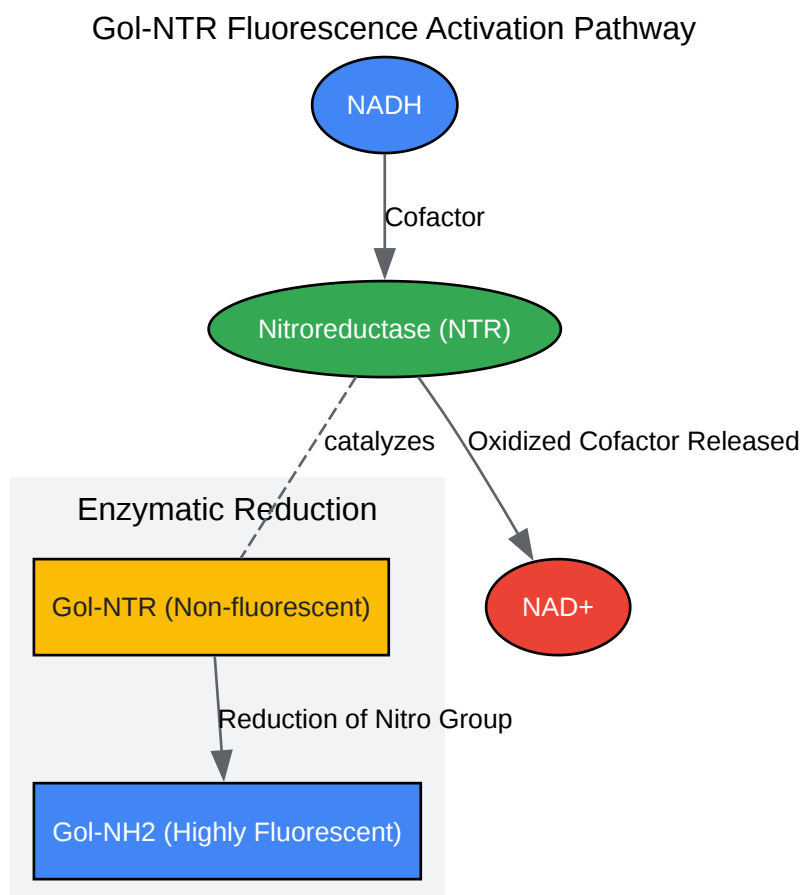 Gol-NTR Fluorescence Activation Pathway
NADH
Cofactor
Nitroreductase (NTR)
catalyzes
Oxidized Cofactor Released
Enzymatic Reduction
Gol-NTR (Non-fluorescent)
NAD+
Reduction of Nitro Group
Gol-NH2 (Highly Fluorescent)